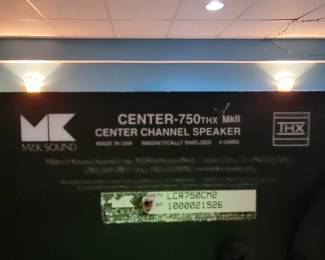 CENTER-750THX MkII
CENTER CHANNEL SPEAKER
M&K SOUND
MADE IN USA MAGNETICALLY SHIELDED 4 OHMS
THX
LCR750CM2
1000021526